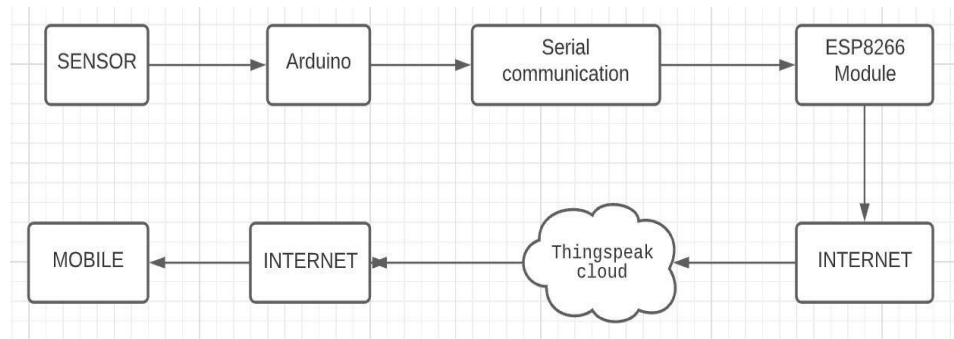 SENSOR
Arduino
Serial
communication
ESP8266
Module
MOBILE
INTERNET
Thingspeak
cloud
INTERNET